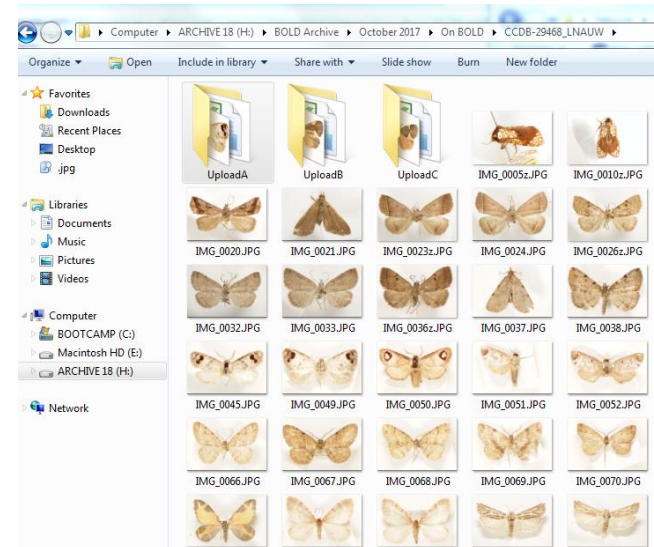 Computer ▸ ARCHIVE 18 (H:) ▸ BOLD Archive ▸ October 2017 ▸ On BOLD ▸ CCDB-29468_LNAUW ▸
Organize ▾ Open Include in library ▾ Share with ▾ Slide show Burn New folder
Favorites
Downloads
Recent Places
Desktop
.jpg
Libraries
Documents
Music
Pictures
Videos
Computer
BOOTCAMP (C:)
Macintosh HD (E:)
ARCHIVE 18 (H:)
Network
UploadA UploadB UploadC IMG_0005z.JPG IMG_0010z.JPG
IMG_0020.JPG IMG_0021.JPG IMG_0023z.JPG IMG_0024.JPG IMG_0026z.JPG
IMG_0032.JPG IMG_0033.JPG IMG_0036z.JPG IMG_0037.JPG IMG_0038.JPG
IMG_0045.JPG IMG_0049.JPG IMG_0050.JPG IMG_0051.JPG IMG_0052.JPG
IMG_0066.JPG IMG_0067.JPG IMG_0068.JPG IMG_0069.JPG IMG_0070.JPG